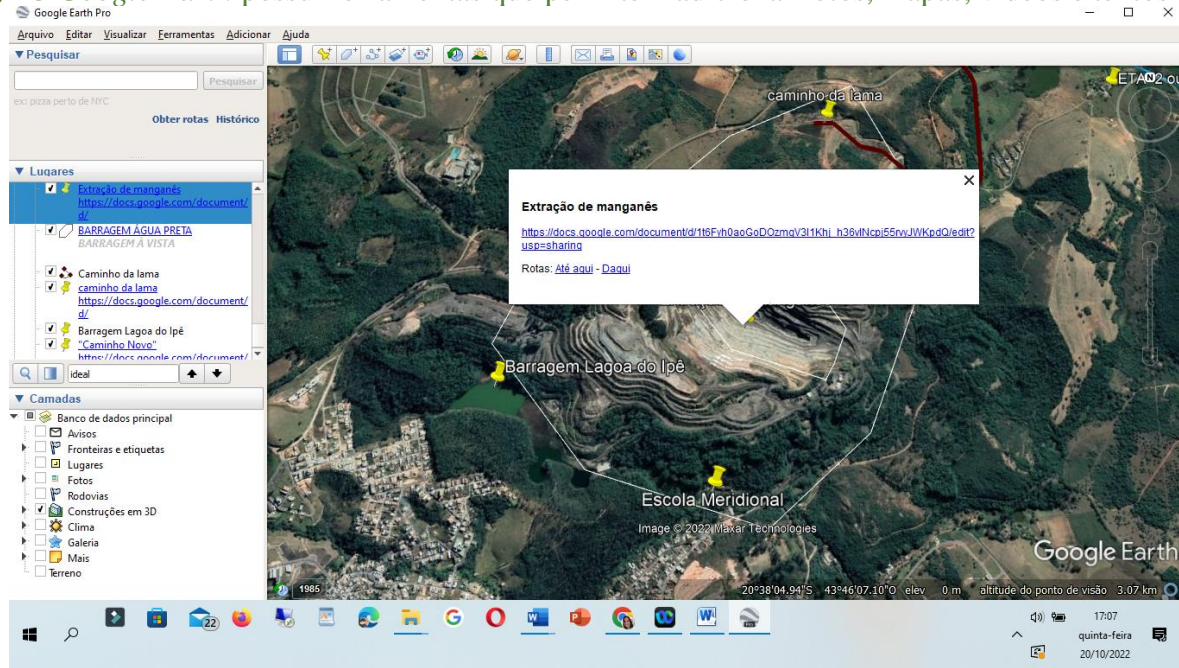 Google Earth Pro
Arquivo Editar Visualizar Ferramentas Adicionar Ajuda
Pesquisar
Pesquisar
ex: pizza perto de NYC
Obter rotas Histórico
Lugares
Extração de manganês
https://docs.google.com/document/
d/
BARRAGEM ÁGUA PRETA
BARRAGEM À VISTA
Caminho da lama
caminho da lama
https://docs.google.com/document/
d/
Barragem Lagoa do Ipê
"Caminho Novo"
https://docs.google.com/document/
ideal
Camadas
Banco de dados principal
Avisos
Fronteiras e etiquetas
Lugares
Fotos
Rodovias
Construções em 3D
Clima
Galeria
Mais
Terreno
caminho da lama
N
Extração de manganês
usp=sharing
Rotas: Até aqui - Daqui
Barragem Lagoa do Ipê
Escola Meridional
Image © 2022 Maxar Technologies
Google Earth
1985
20°38'04.94"S 43°46'07.10"O elev 0 m altitude do ponto de visão 3.07 km
22
17:07
quinta-feira
20/10/2022